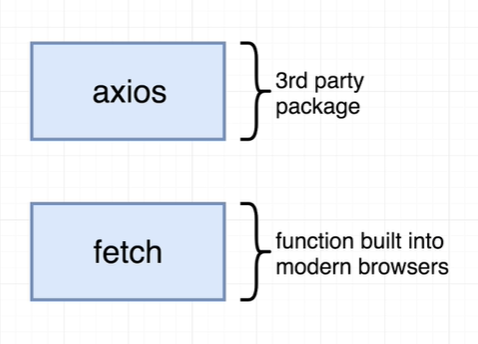 axios
3rd party
package
fetch
function built into
modern browsers